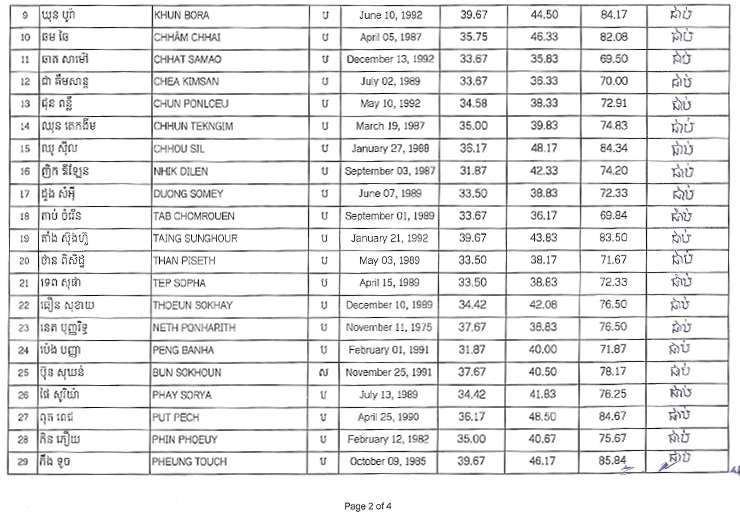 9 ឃុន បូរ៉ា KHUN BORA ប June 10, 1992 39.67 44.50 84.17 ជាប់
10 ឆម ឆៃ CHHÂM CHHAI ប April 05, 1987 35.75 46.33 82.08 ជាប់
11 ឆាត សាម៉ៅ CHHAT SAMAO ប December 13, 1992 33.67 35.83 69.50 ជាប់
12 ជា គឹមសាន្ត CHEA KIMSAN ប July 02, 1989 33.67 36.33 70.00 ជាប់
13 ជុន ពន្លឺ CHUN PONLCEU ប May 10, 1992 34.58 38.33 72.91 ជាប់
14 ឈុន តេកងីម CHHUN TEKNGIM ប March 19, 1987 35.00 39.83 74.83 ជាប់
15 ឈូ ស៊ីល CHHOU SIL ប January 27, 1988 36.17 48.17 84.34 ជាប់
16 ញិក ឌីឡែន NHIK DILEN ប September 03, 1987 31.87 42.33 74.20 ជាប់
17 ដួង សំអុី DUONG SOMEY ប June 07, 1989 33.50 38.83 72.33 ជាប់
18 តាប់ ចំរើន TAB CHOMROUEN ប September 01, 1989 33.67 36.17 69.84 ជាប់
19 តាំង ស៊ុងហ៊ួ TAING SUNGHOUR ប January 21, 1992 39.67 43.83 83.50 ជាប់
20 ថាន ពិសិដ្ឋ THAN PISETH ប May 03, 1989 33.50 38.17 71.67 ជាប់
21 ទេព សុផា TEP SOPHA ប April 15, 1989 33.50 38.83 72.33 ជាប់
22 ធឿន សុខាយ THOEUN SOKHAY ប December 10, 1989 34.42 42.08 76.50 ជាប់
23 នេត បុញ្ញរិទ្ធ NETH PONHARITH ប November 11, 1975 37.67 38.83 76.50 ជាប់
24 ប៉េង បញ្ញា PENG BANHA ប February 01, 1991 31.87 40.00 71.87 ជាប់
25 ប៊ុន សុឃន់ BUN SOKHOUN ស November 25, 1991 37.67 40.50 78.17 ជាប់
26 ផៃ សូរិយ៉ា PHAY SORYA ប July 13, 1989 34.42 41.83 76.25 ជាប់
27 ពុត ពេជ PUT PECH ប April 25, 1990 36.17 48.50 84.67 ជាប់
28 ភិន ភឿយ PHIN PHOEUY ប February 12, 1982 35.00 40.67 75.67 ជាប់
29 ភឹង ទូច PHEUNG TOUCH ប October 09, 1985 39.67 46.17 85.84 ជាប់
Page 2 of 4